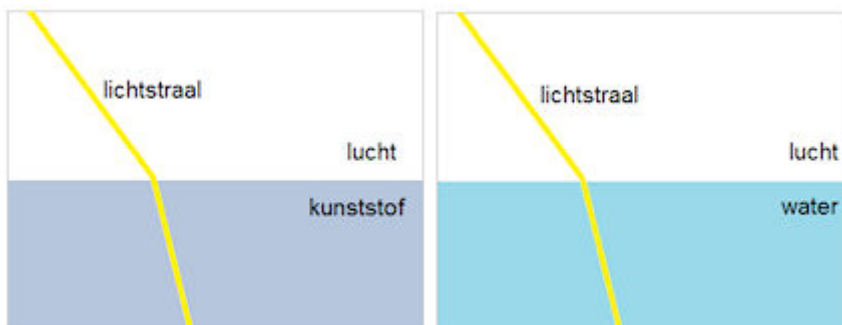 lichtstraal
lucht
kunststof
lichtstraal
lucht
water